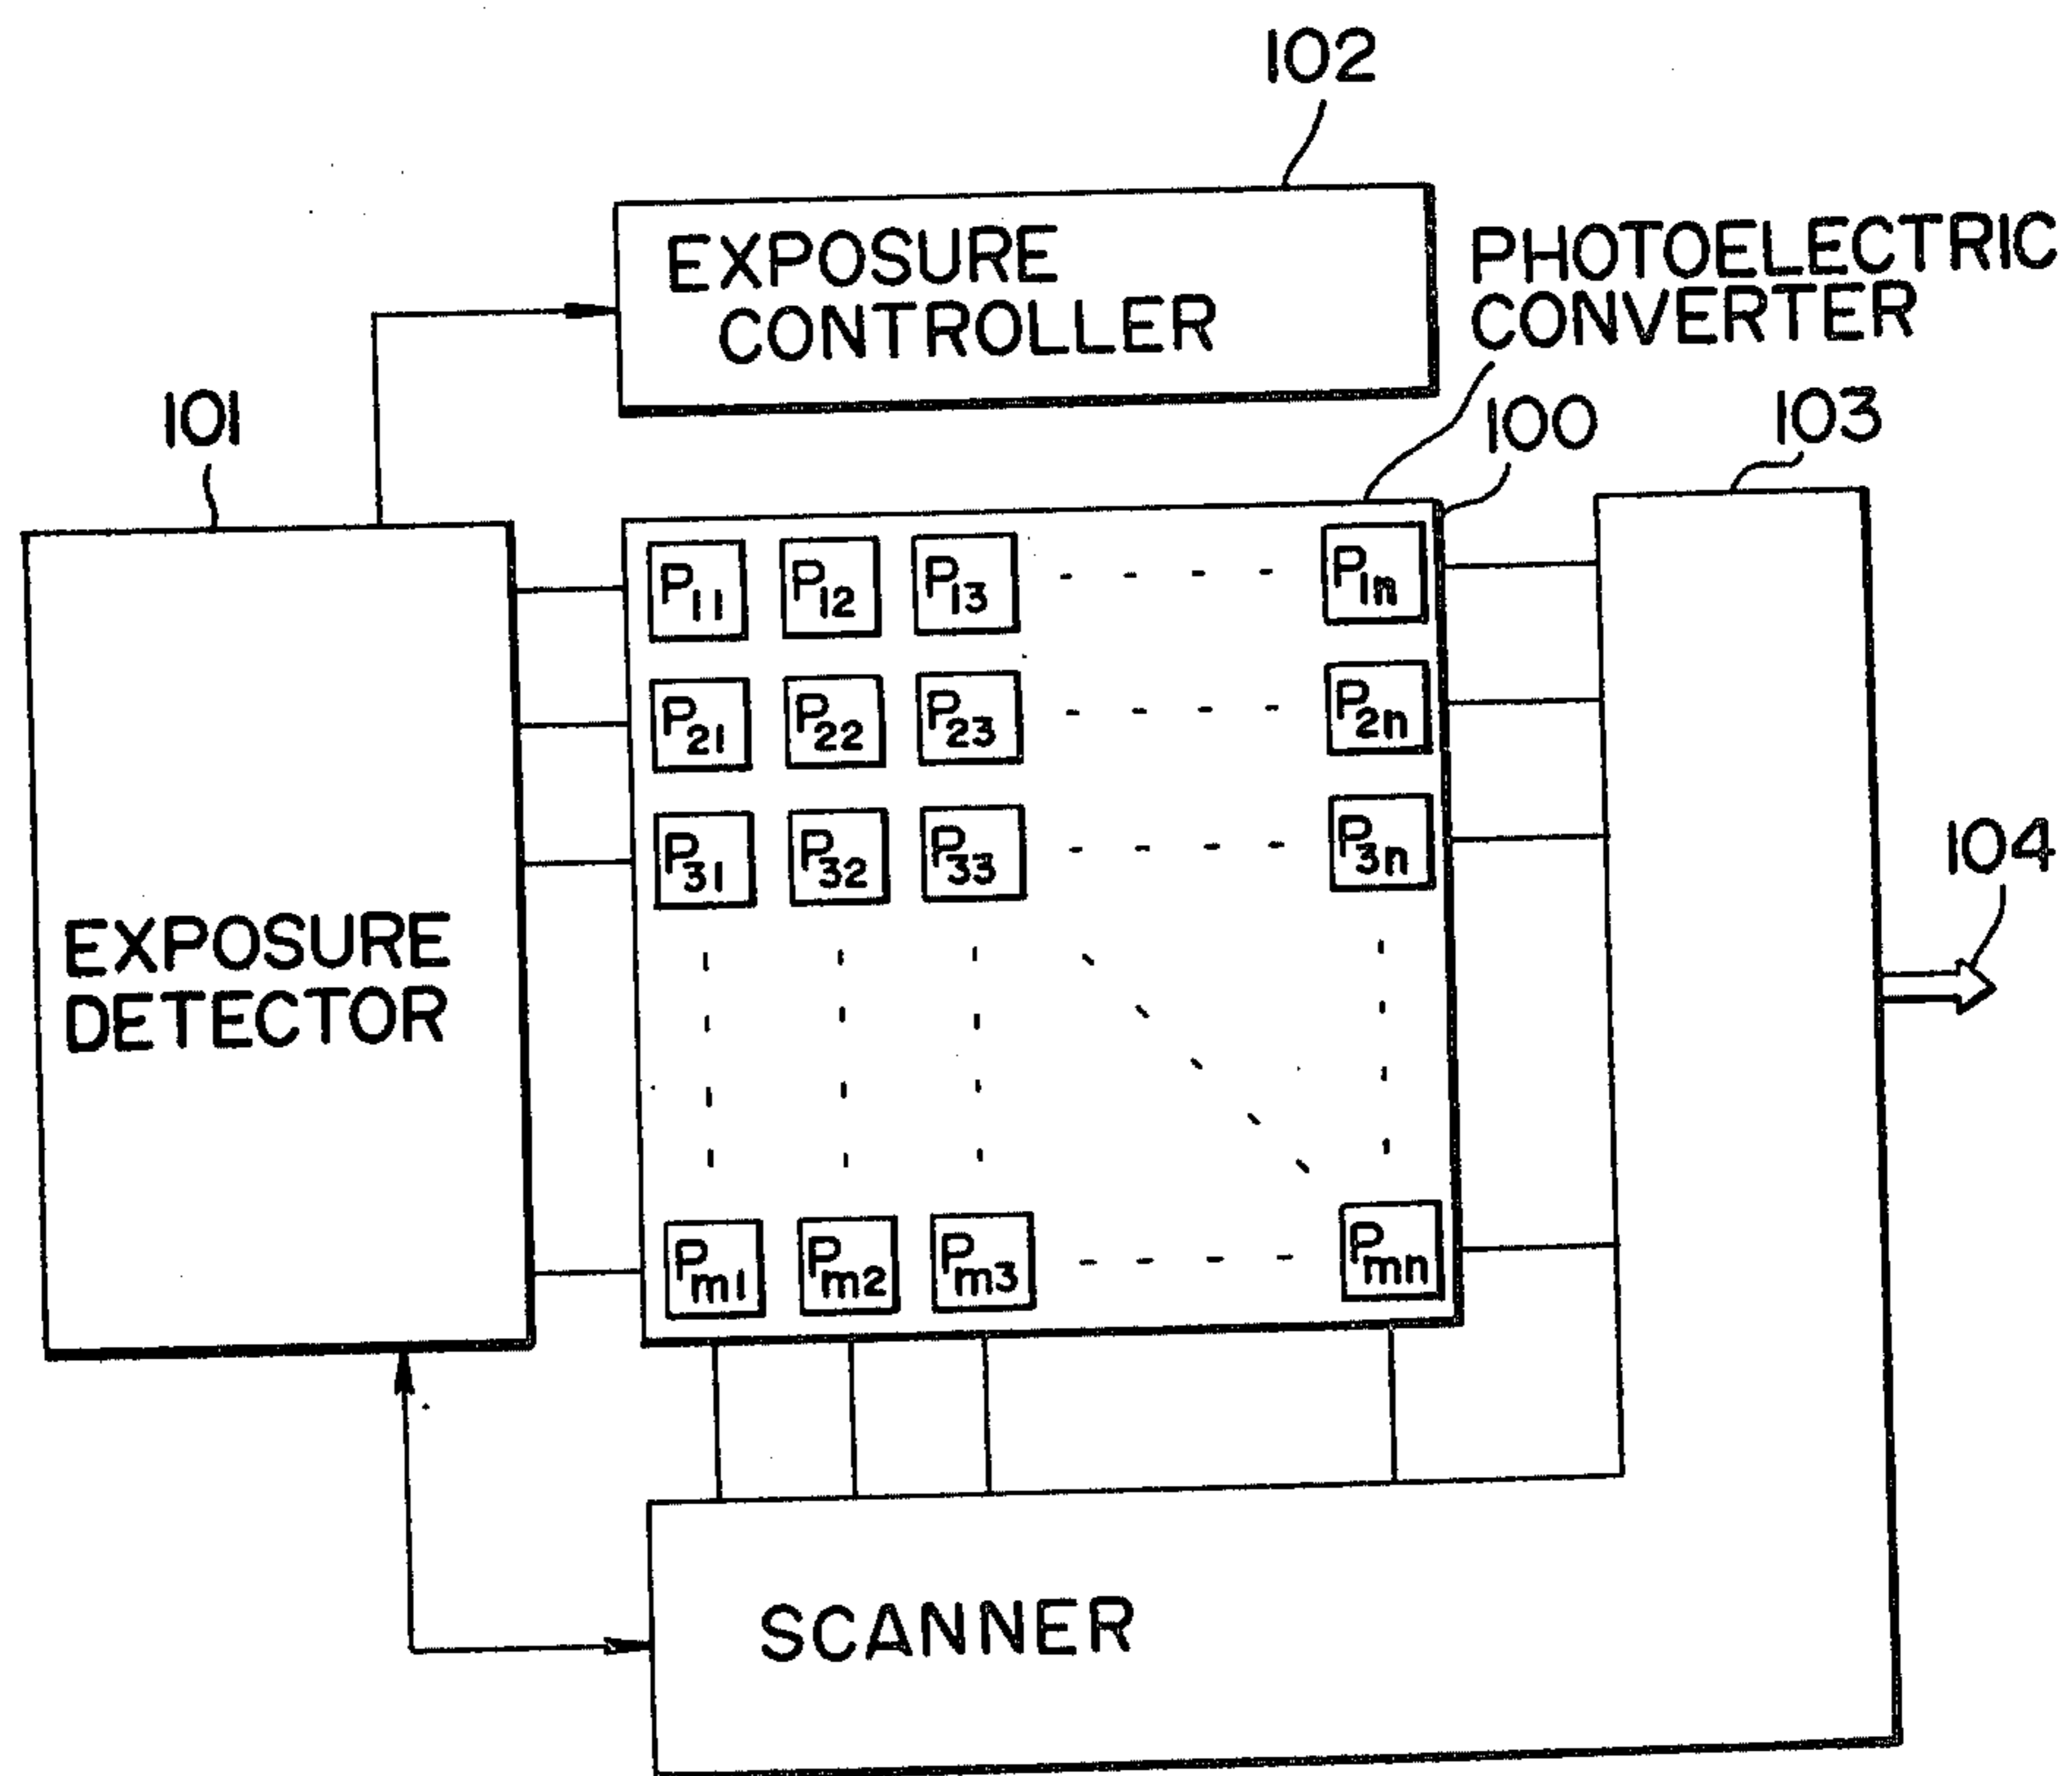 102
EXPOSURE
CONTROLLER
PHOTOELECTRIC
CONVERTER
101
100
103
P11 P12 P13 - - - - P1n
P21 P22 P23 - - - - P2n
P31 P32 P33 - - - - P3n
104
EXPOSURE
DETECTOR
Pm1 Pm2 Pm3 - - - - Pmn
SCANNER